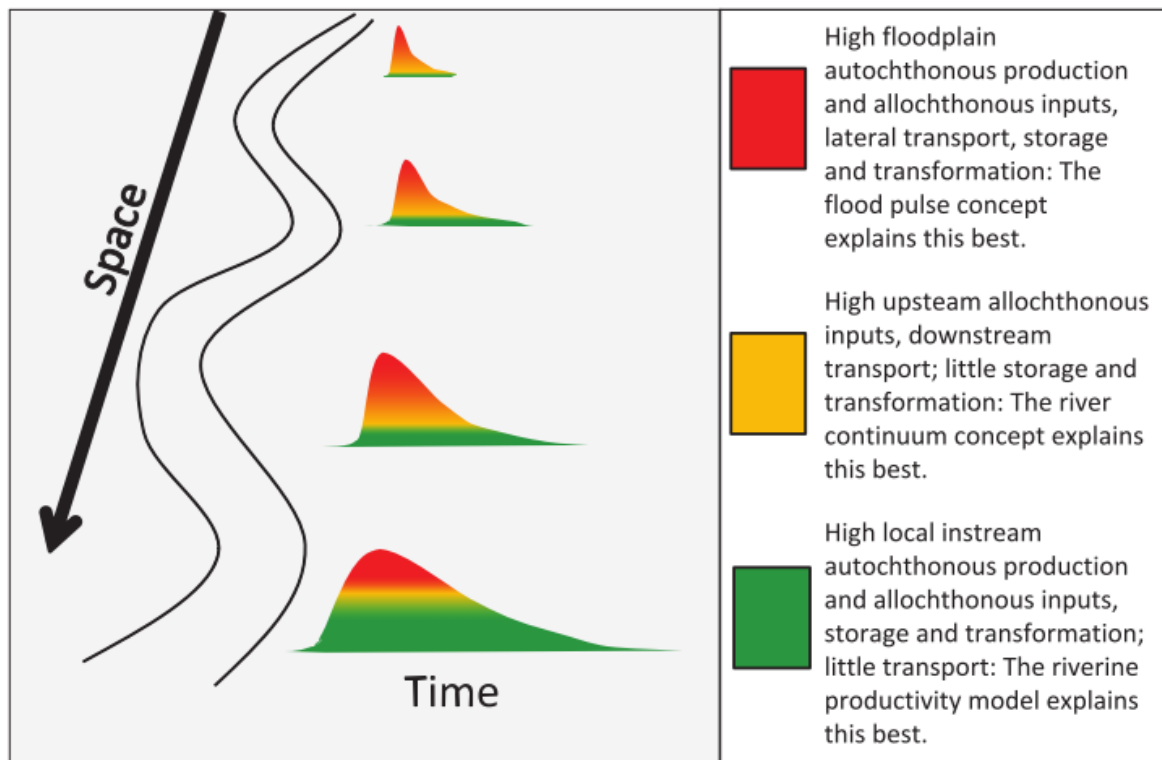 Space
Time
High floodplain
autochthonous production
and allochthonous inputs,
lateral transport, storage
and transformation: The
flood pulse concept
explains this best.
High upsteam allochthonous
inputs, downstream
transport; little storage and
transformation: The river
continuum concept explains
this best.
High local instream
autochthonous production
and allochthonous inputs,
storage and transformation;
little transport: The riverine
productivity model explains
this best.